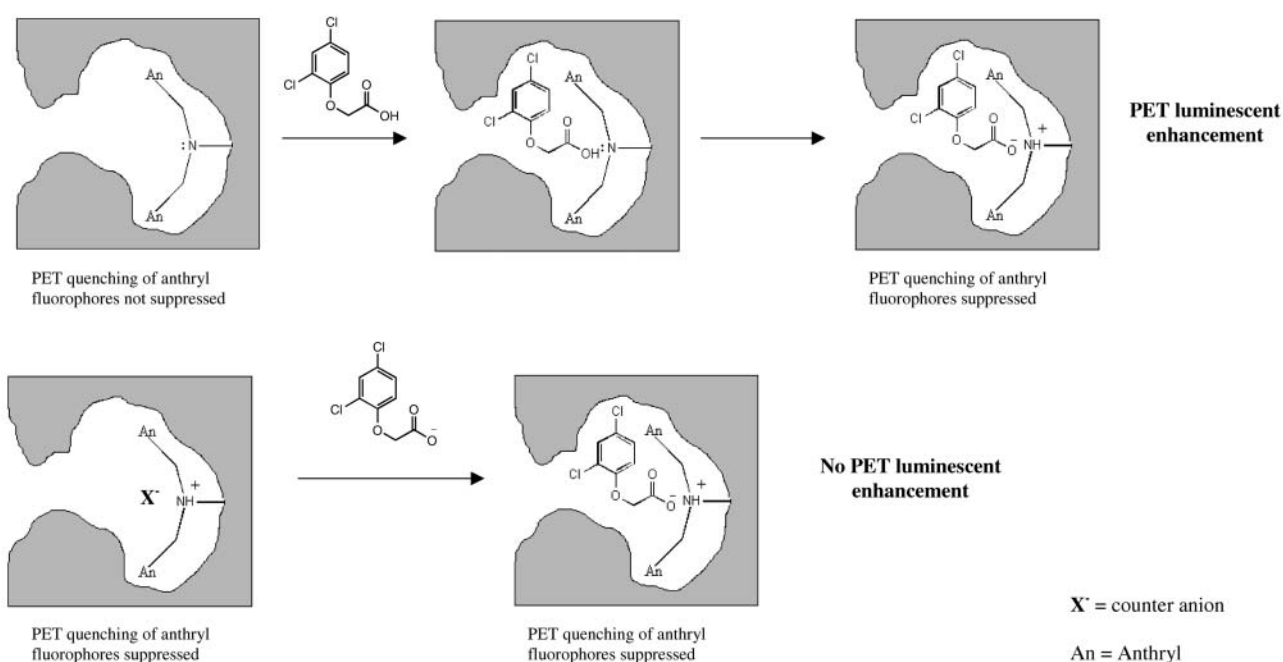 Cl
Cl
O
O
OH
An
:N
An
PET quenching of anthryl
fluorophores not suppressed
Cl
Cl
O
O
OH:N
An
An
Cl
Cl
O
O
O
-
+
NH
An
An
PET quenching of anthryl
fluorophores suppressed
PET luminescent
enhancement
Cl
Cl
O
O
O
-
An
X-
+
NH
An
PET quenching of anthryl
fluorophores suppressed
Cl
Cl
O
O
O
-
+
NH
An
An
PET quenching of anthryl
fluorophores suppressed
No PET luminescent
enhancement
X- = counter anion
An = Anthryl